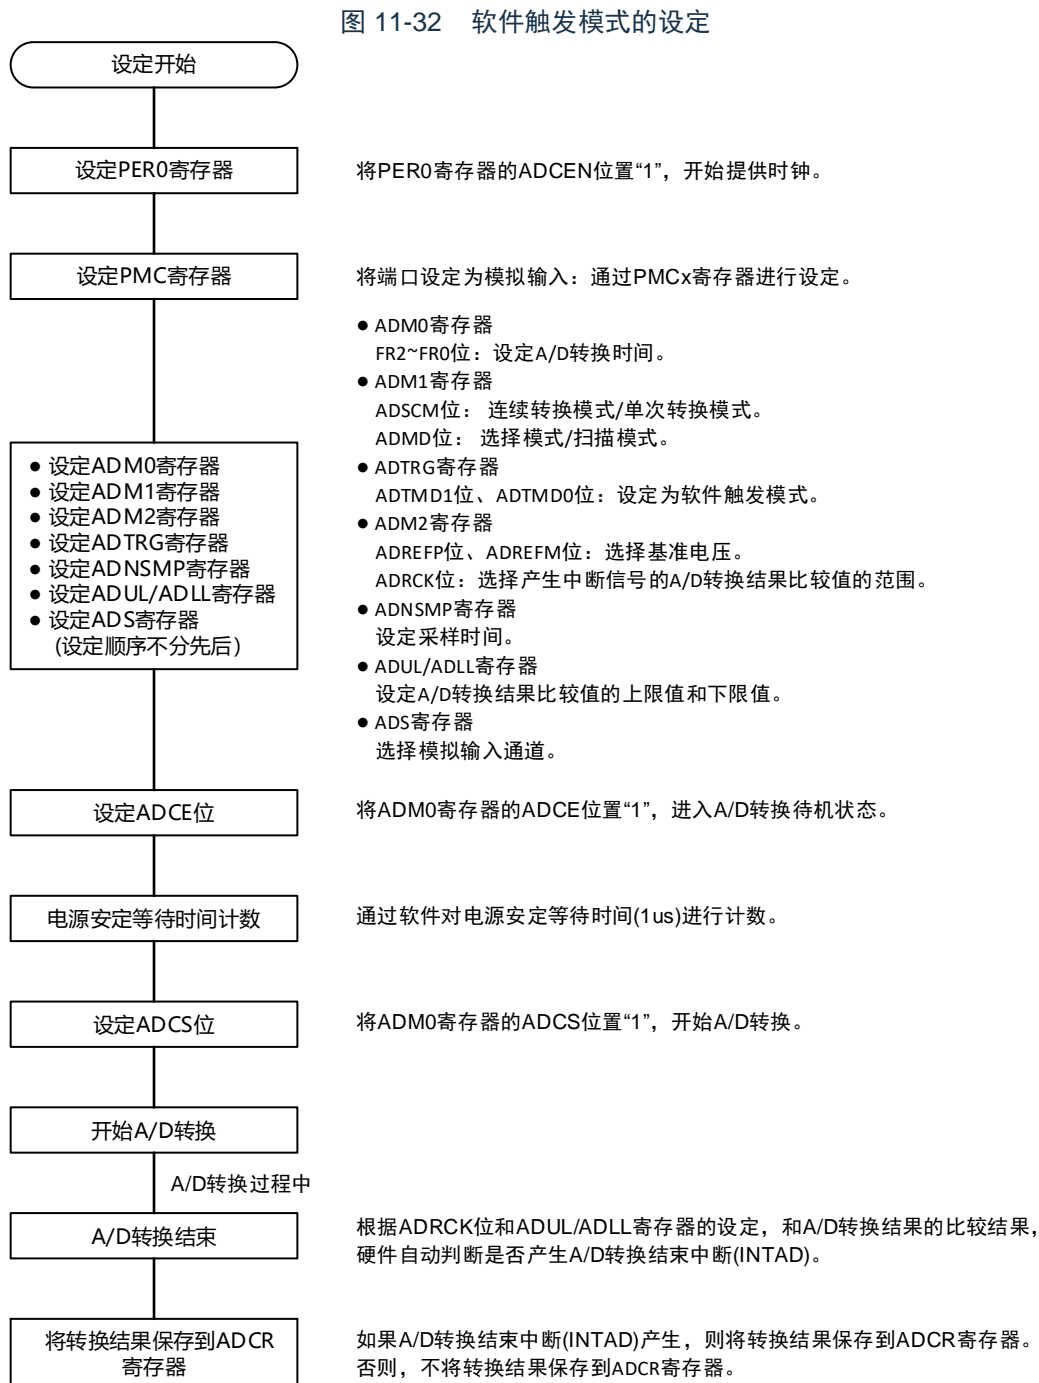 图 11-32 软件触发模式的设定
设定开始
设定PER0寄存器
将PER0寄存器的ADCEN位置“1”，开始提供时钟。
设定PMC寄存器
将端口设定为模拟输入：通过PMCx寄存器进行设定。
● 设定ADM0寄存器
● 设定ADM1寄存器
● 设定ADM2寄存器
● 设定ADTRG寄存器
● 设定ADNSMP寄存器
● 设定ADUL/ADLL寄存器
● 设定ADS寄存器
(设定顺序不分先后)
● ADM0寄存器
FR2~FR0位：设定A/D转换时间。
● ADM1寄存器
ADSCM位： 连续转换模式/单次转换模式。
ADMD位： 选择模式/扫描模式。
● ADTRG寄存器
ADTMD1位、ADTMD0位：设定为软件触发模式。
● ADM2寄存器
ADREFP位、ADREFM位：选择基准电压。
ADRCK位：选择产生中断信号的A/D转换结果比较值的范围。
● ADNSMP寄存器
设定采样时间。
● ADUL/ADLL寄存器
设定A/D转换结果比较值的上限值和下限值。
● ADS寄存器
选择模拟输入通道。
设定ADCE位
将ADM0寄存器的ADCE位置“1”，进入A/D转换待机状态。
电源安定等待时间计数
通过软件对电源安定等待时间(1us)进行计数。
设定ADCS位
将ADM0寄存器的ADCS位置“1”，开始A/D转换。
开始A/D转换
A/D转换过程中
A/D转换结束
根据ADRCK位和ADUL/ADLL寄存器的设定，和A/D转换结果的比较结果，
硬件自动判断是否产生A/D转换结束中断(INTAD)。
将转换结果保存到ADCR
寄存器
如果A/D转换结束中断(INTAD)产生，则将转换结果保存到ADCR寄存器。
否则，不将转换结果保存到ADCR寄存器。